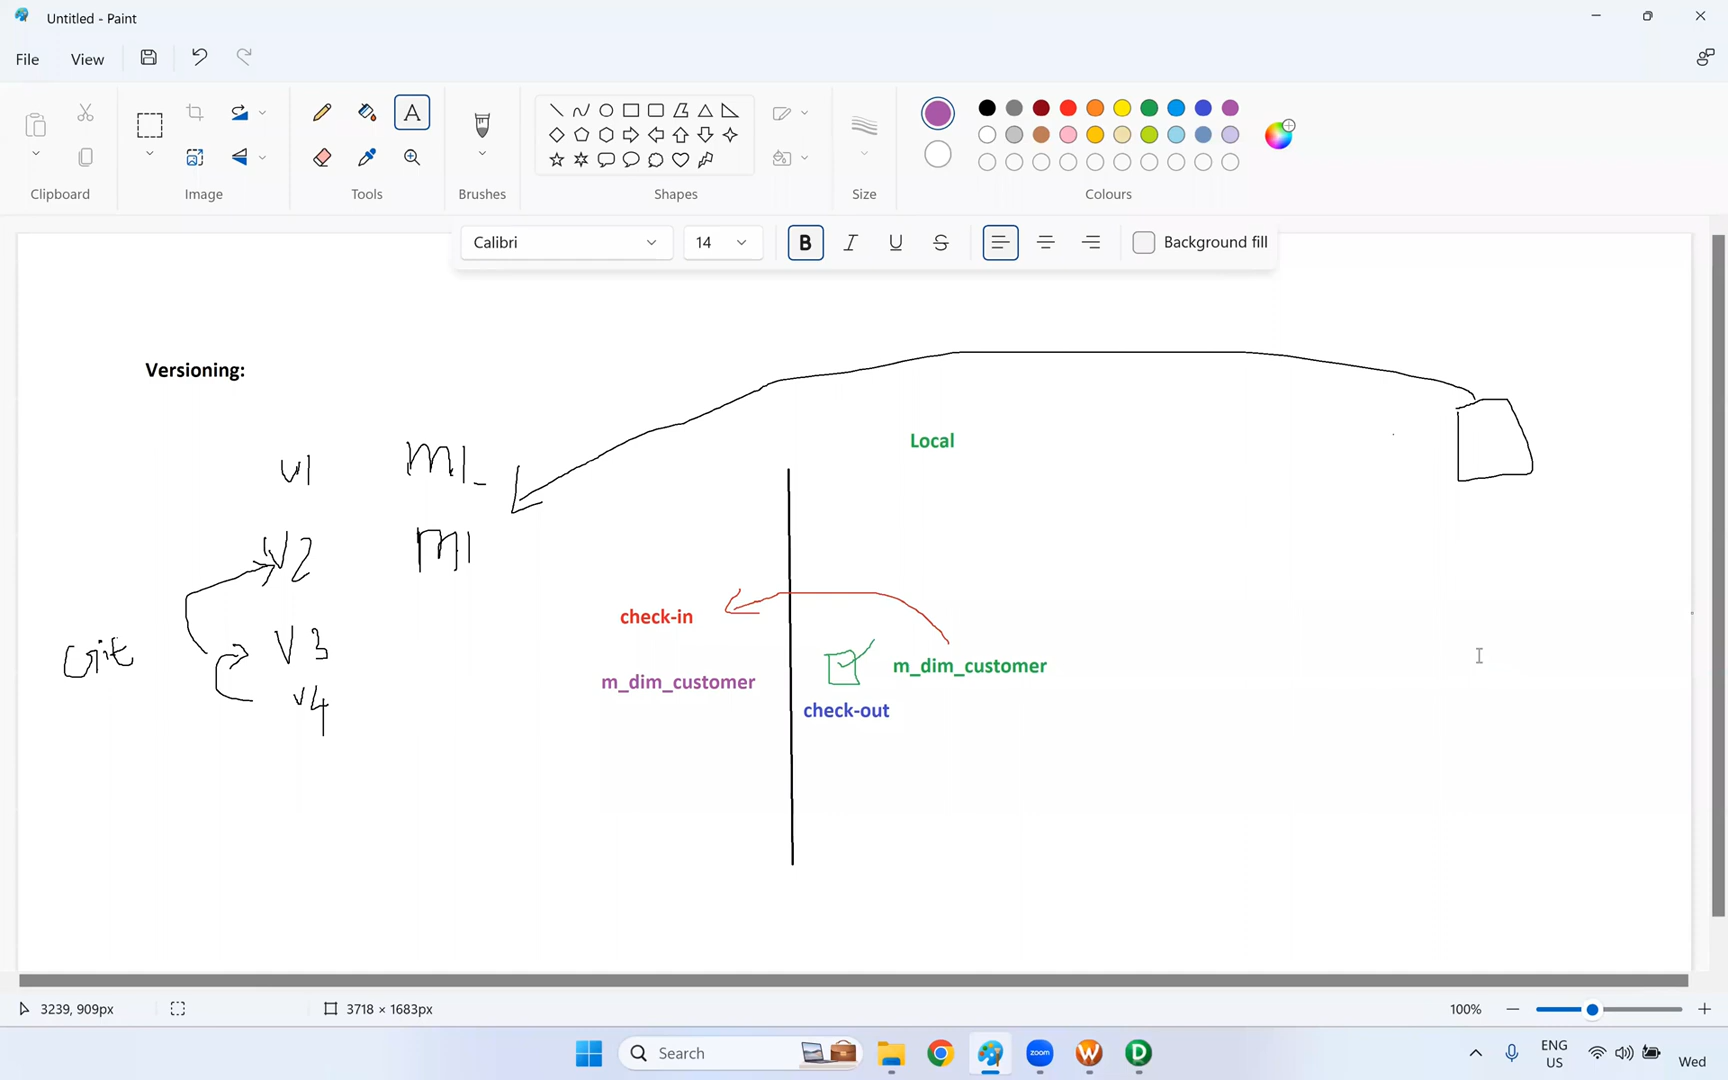 Untitled - Paint
File
View
Clipboard
Image
A
Tools
Brushes
Shapes
Size
Colours
Calibri
14
B
I
U
S
Background fill
Versioning:
Local
v1 m1_
V2 m1
V3
v4
Git
check-in
m_dim_customer
m_dim_customer
check-out
3239, 909px
3718 × 1683px
100%
Search
zoom
W
D
ENG
US
Wed